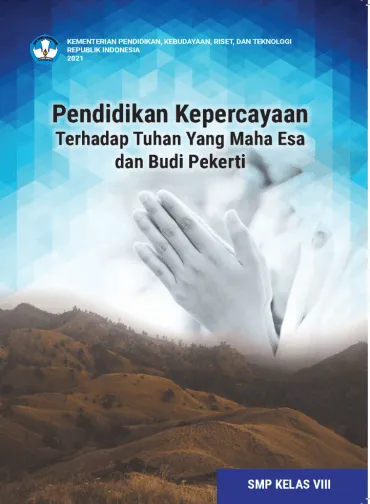 KEMENTERIAN PENDIDIKAN, KEBUDAYAAN, RISET, DAN TEKNOLOGI
REPUBLIK INDONESIA
2021
Pendidikan Kepercayaan
Terhadap Tuhan Yang Maha Esa
dan Budi Pekerti
SMP KELAS VIII